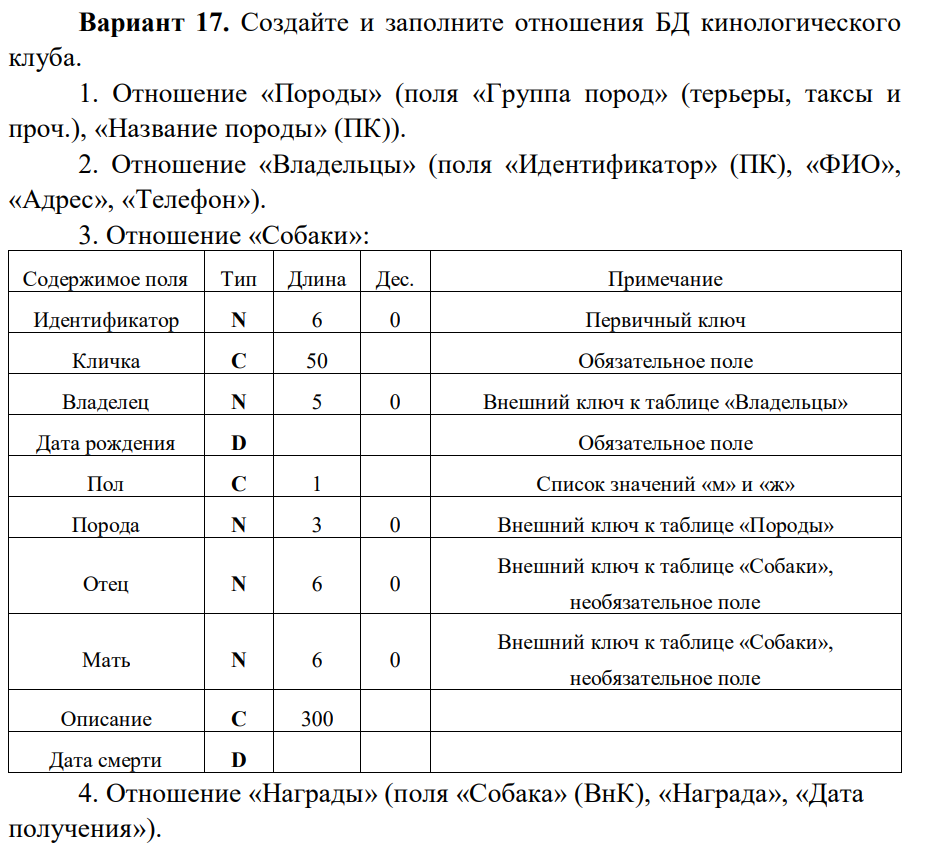 Вариант 17. Создайте и заполните отношения БД кинологического
клуба.
1. Отношение «Породы» (поля «Группа пород» (терьеры, таксы и
проч.), «Название породы» (ПК)).
2. Отношение «Владельцы» (поля «Идентификатор» (ПК), «ФИО»,
«Адрес», «Телефон»).
3. Отношение «Собаки»:
Содержимое поля Тип Длина Дес. Примечание
Идентификатор N 6 0 Первичный ключ
Кличка C 50 Обязательное поле
Владелец N 5 0 Внешний ключ к таблице «Владельцы»
Дата рождения D Обязательное поле
Пол C 1 Список значений «м» и «ж»
Порода N 3 0 Внешний ключ к таблице «Породы»
Отец N 6 0 Внешний ключ к таблице «Собаки»,
необязательное поле
Мать N 6 0 Внешний ключ к таблице «Собаки»,
необязательное поле
Описание C 300
Дата смерти D
4. Отношение «Награды» (поля «Собака» (ВнК), «Награда», «Дата
получения»).